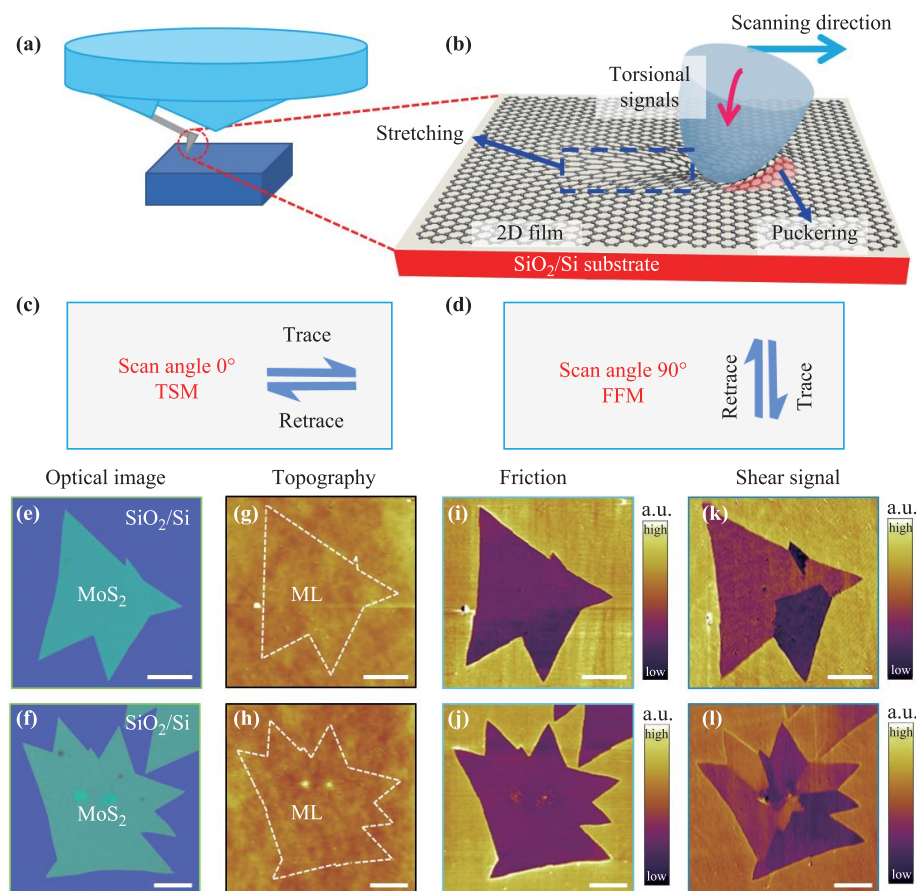 (a)
(b)
Scanning direction
Torsional
signals
Stretching
2D film
Puckering
SiO₂/Si substrate
(c)
Trace
Scan angle 0°
TSM
Retrace
(d)
Scan angle 90°
FFM
Retrace
Trace
Optical image
Topography
Friction
Shear signal
(e)
SiO₂/Si
MoS₂
(g)
ML
(i)
a.u.
high
low
(k)
a.u.
high
low
(f)
SiO₂/Si
MoS₂
(h)
ML
(j)
a.u.
high
low
(l)
a.u.
high
low